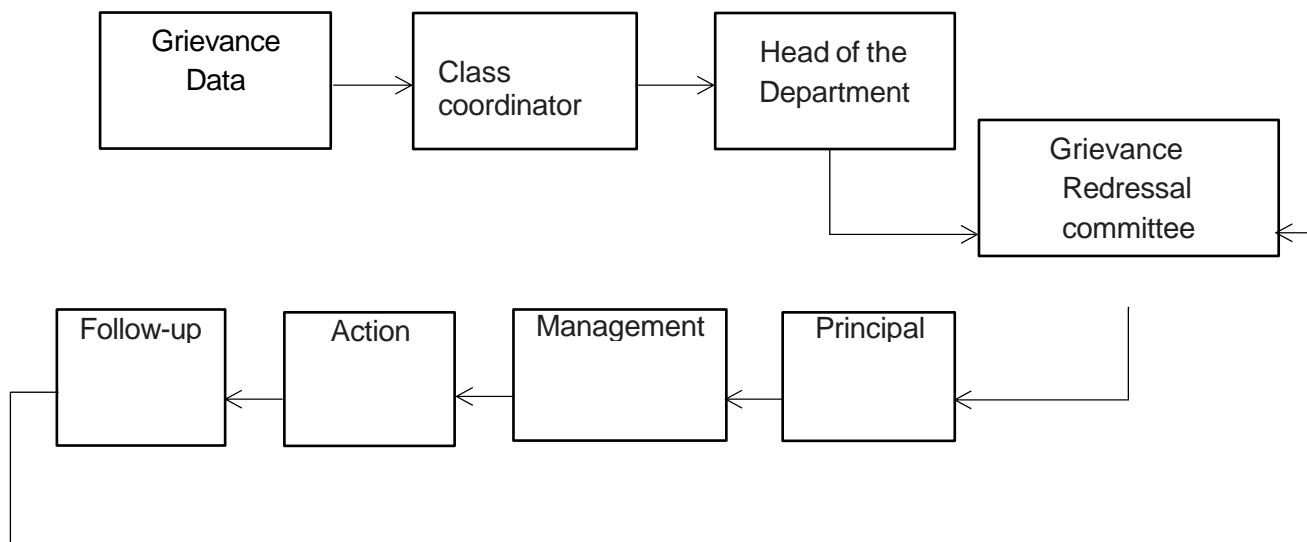 Grievance
Data
Class
coordinator
Head of the
Department
Grievance
Redressal
committee
Follow-up
Action
Management
Principal